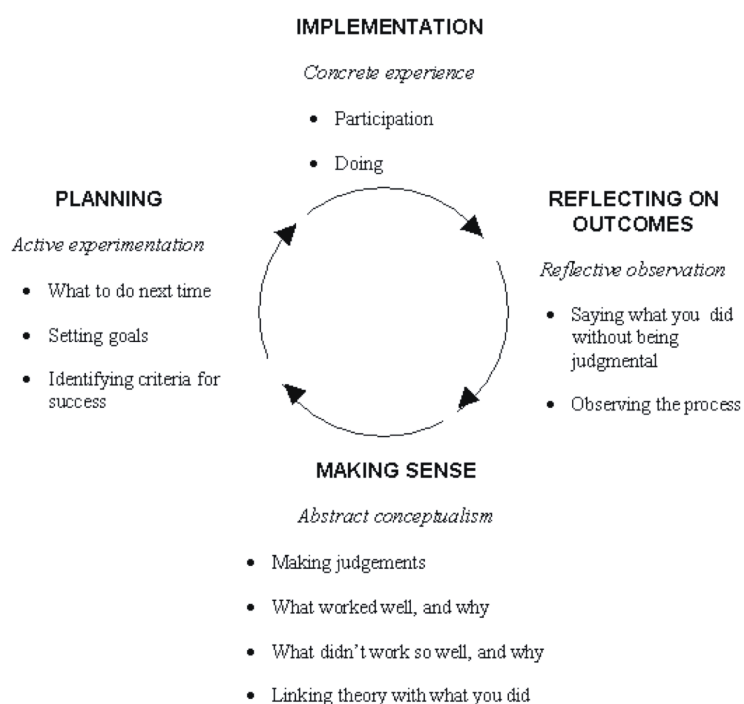 IMPLEMENTATION
Concrete experience
• Participation
• Doing
PLANNING
Active experimentation
• What to do next time
• Setting goals
• Identifying criteria for
success
REFLECTING ON
OUTCOMES
Reflective observation
• Saying what you did
without being
judgmental
• Observing the process
MAKING SENSE
Abstract conceptualism
• Making judgements
• What worked well, and why
• What didn't work so well, and why
• Linking theory with what you did